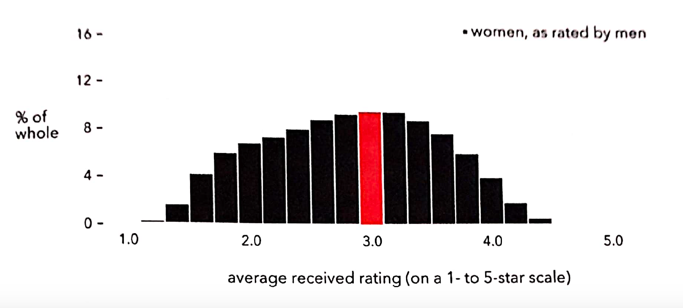 16 –
• women, as rated by men
12 –
% of
whole
8 –
4 –
0 –
1.0 2.0 3.0 4.0 5.0
average received rating (on a 1- to 5-star scale)